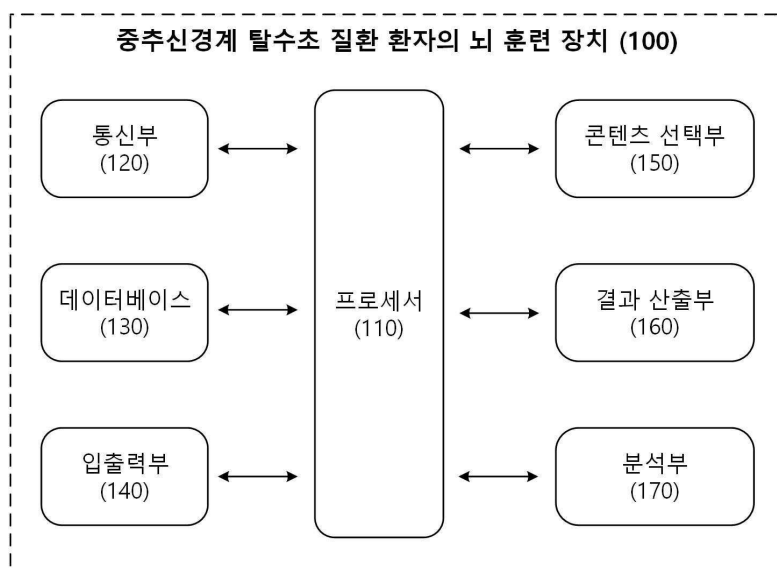 중추신경계 탈수초 질환 환자의 뇌 훈련 장치 (100)
통신부
(120)
데이터베이스
(130)
입출력부
(140)
프로세서
(110)
콘텐츠 선택부
(150)
결과 산출부
(160)
분석부
(170)